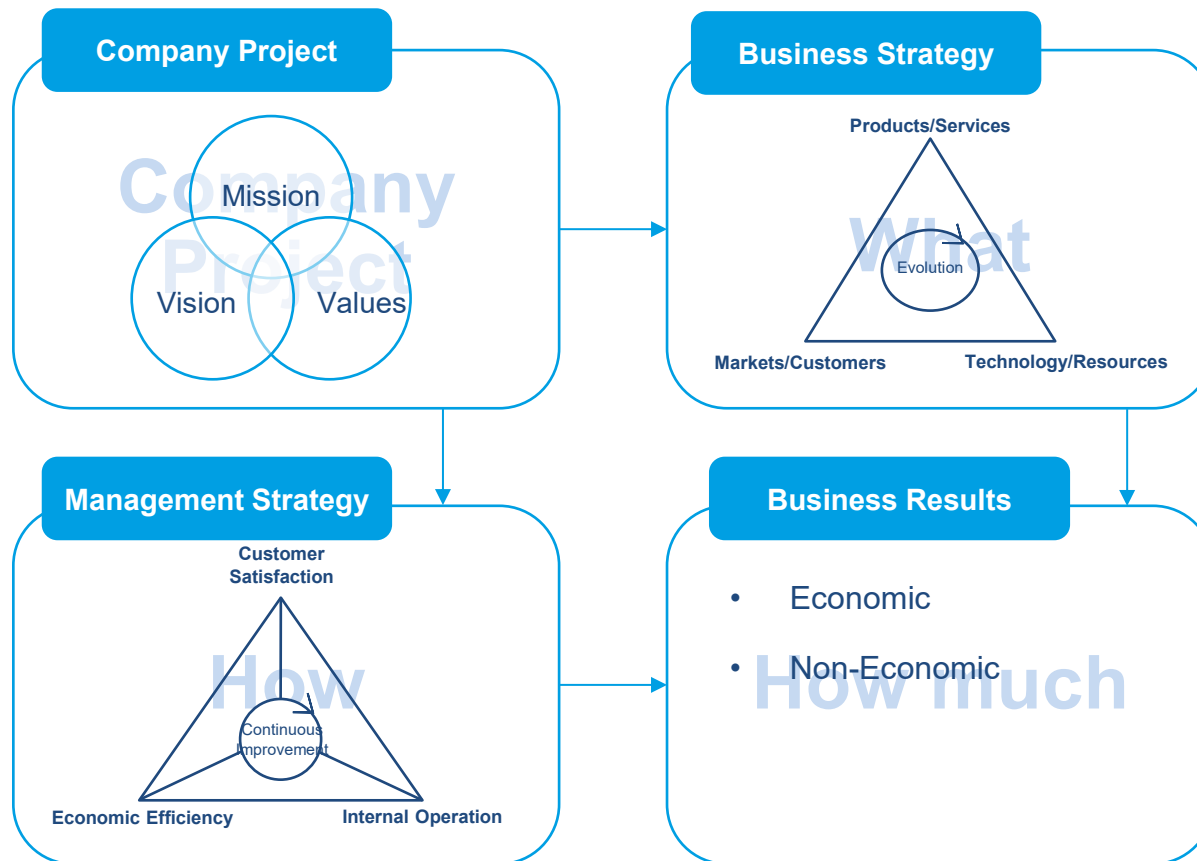 Company Project
Company
Project
Mission
Vision
Values
Business Strategy
Products/Services
What
Evolution
Markets/Customers
Technology/Resources
Management Strategy
Customer
Satisfaction
How
Continuous
Improvement
Economic Efficiency
Internal Operation
Business Results
• Economic
• Non-Economic
How much